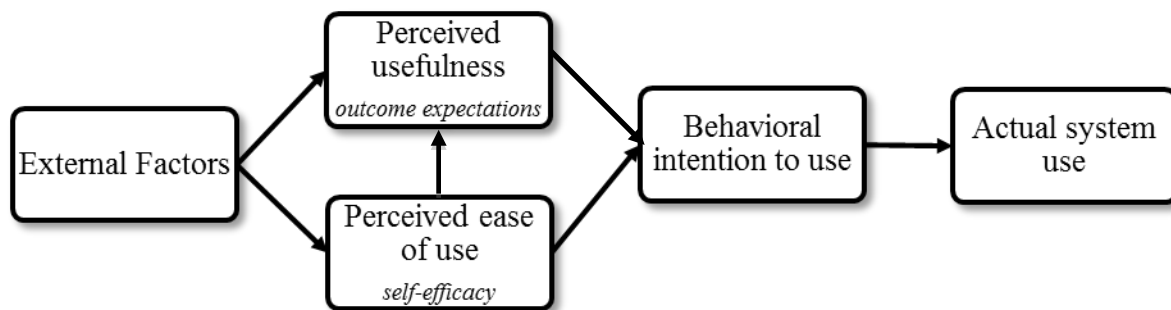 External Factors
Perceived
usefulness
outcome expectations
Perceived ease
of use
self-efficacy
Behavioral
intention to use
Actual system
use